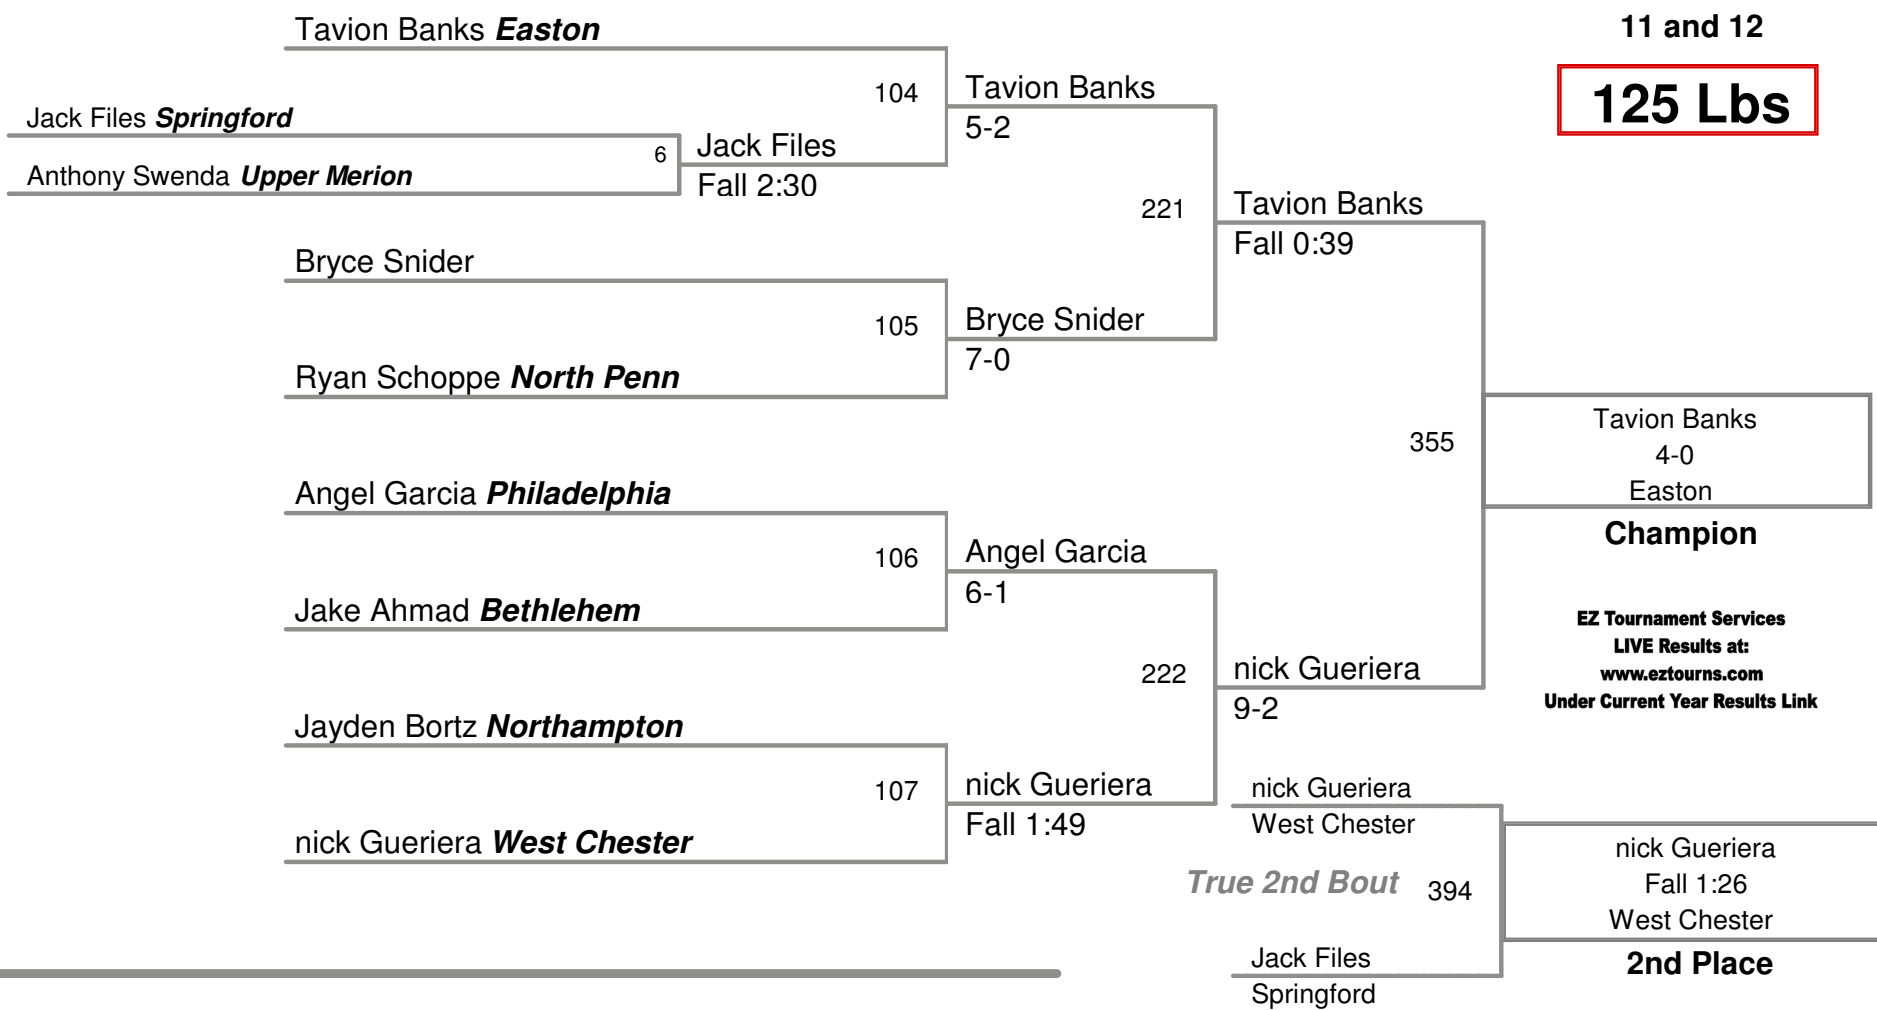 Tavion Banks Easton
11 and 12
125 Lbs
104
Tavion Banks
5-2
Jack Files Springford
6
Jack Files
Fall 2:30
Anthony Swenda Upper Merion
221
Tavion Banks
Fall 0:39
Bryce Snider
105
Bryce Snider
7-0
Ryan Schoppe North Penn
355
Tavion Banks
4-0
Easton
Champion
Angel Garcia Philadelphia
106
Angel Garcia
6-1
Jake Ahmad Bethlehem
EZ Tournament Services
LIVE Results at:
www.eztourns.com
Under Current Year Results Link
222
nick Gueriera
9-2
Jayden Bortz Northampton
107
nick Gueriera
Fall 1:49
nick Gueriera West Chester
nick Gueriera
West Chester
True 2nd Bout
394
nick Gueriera
Fall 1:26
West Chester
2nd Place
Jack Files
Springford